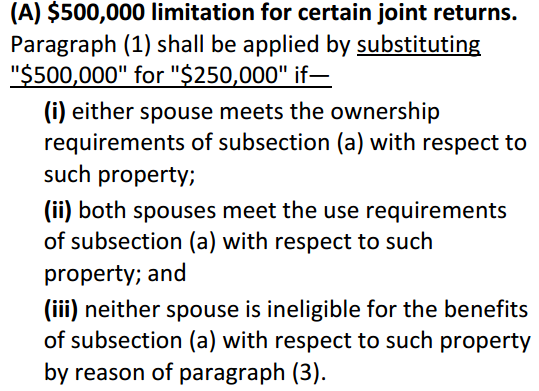 (A) $500,000 limitation for certain joint returns.
Paragraph (1) shall be applied by substituting
"$500,000" for "$250,000" if—
(i) either spouse meets the ownership
requirements of subsection (a) with respect to
such property;
(ii) both spouses meet the use requirements
of subsection (a) with respect to such
property; and
(iii) neither spouse is ineligible for the benefits
of subsection (a) with respect to such property
by reason of paragraph (3).